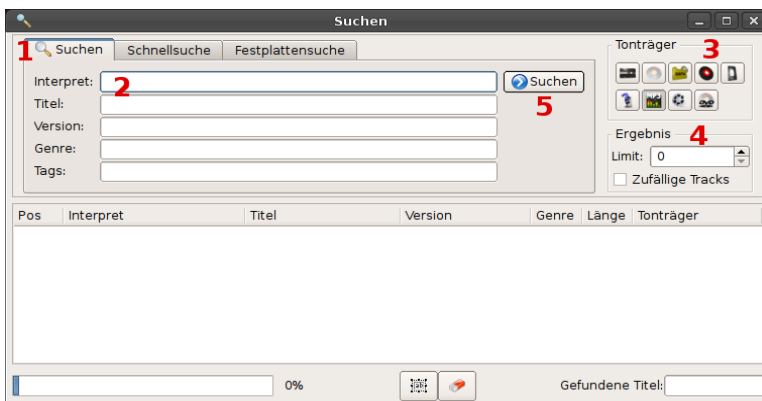 Suchen
1 Suchen Schnellsuche Festplattensuche
Interpret: 2 Suchen
5
Titel:
Version:
Genre:
Tags:
Tonträger 3
Ergebnis 4
Limit: 0
Zufällige Tracks
Pos Interpret Titel Version Genre Länge Tonträger
0% Gefundene Titel: